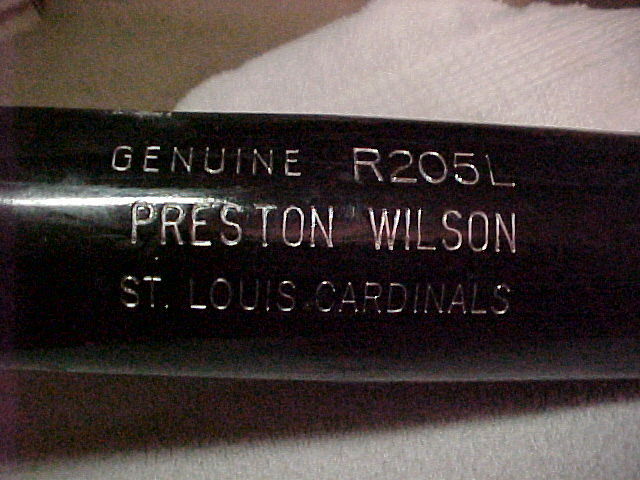 GENUINE R205L
PRESTON WILSON
ST. LOUIS CARDINALS